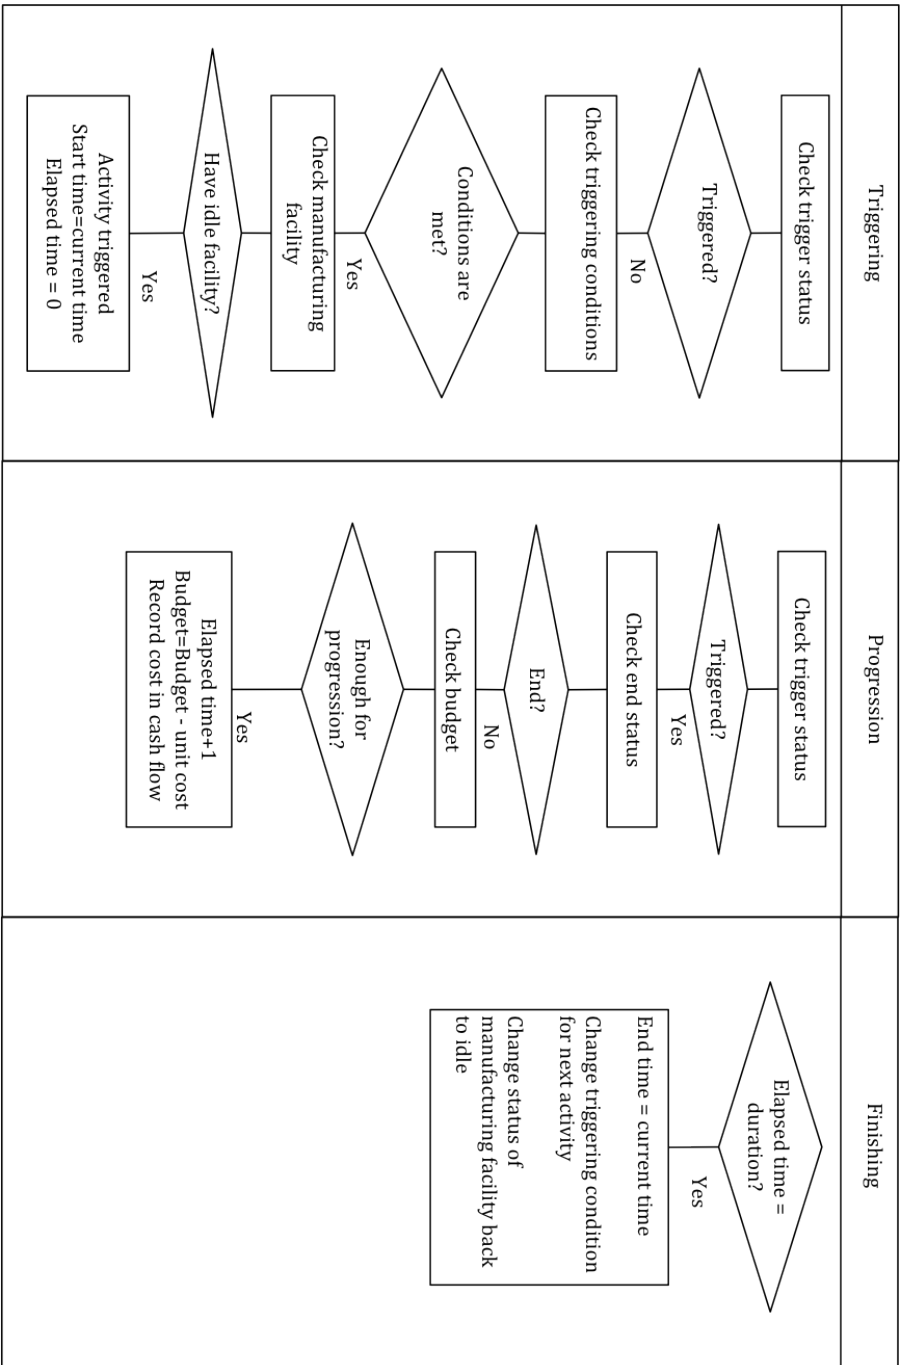 Triggering
Check trigger status
Triggered?
No
Check triggering conditions
Conditions are
met?
Yes
Check manufacturing
facility
Have idle facility?
Yes
Activity triggered
Start time=current time
Elapsed time = 0
Progression
Check trigger status
Triggered?
Yes
Check end status
End?
No
Check budget
Enough for
progression?
Yes
Elapsed time+1
Budget=Budget - unit cost
Record cost in cash flow
Finishing
Elapsed time =
duration?
Yes
End time = current time
Change triggering condition
for next activity
Change status of
manufacturing facility back
to idle